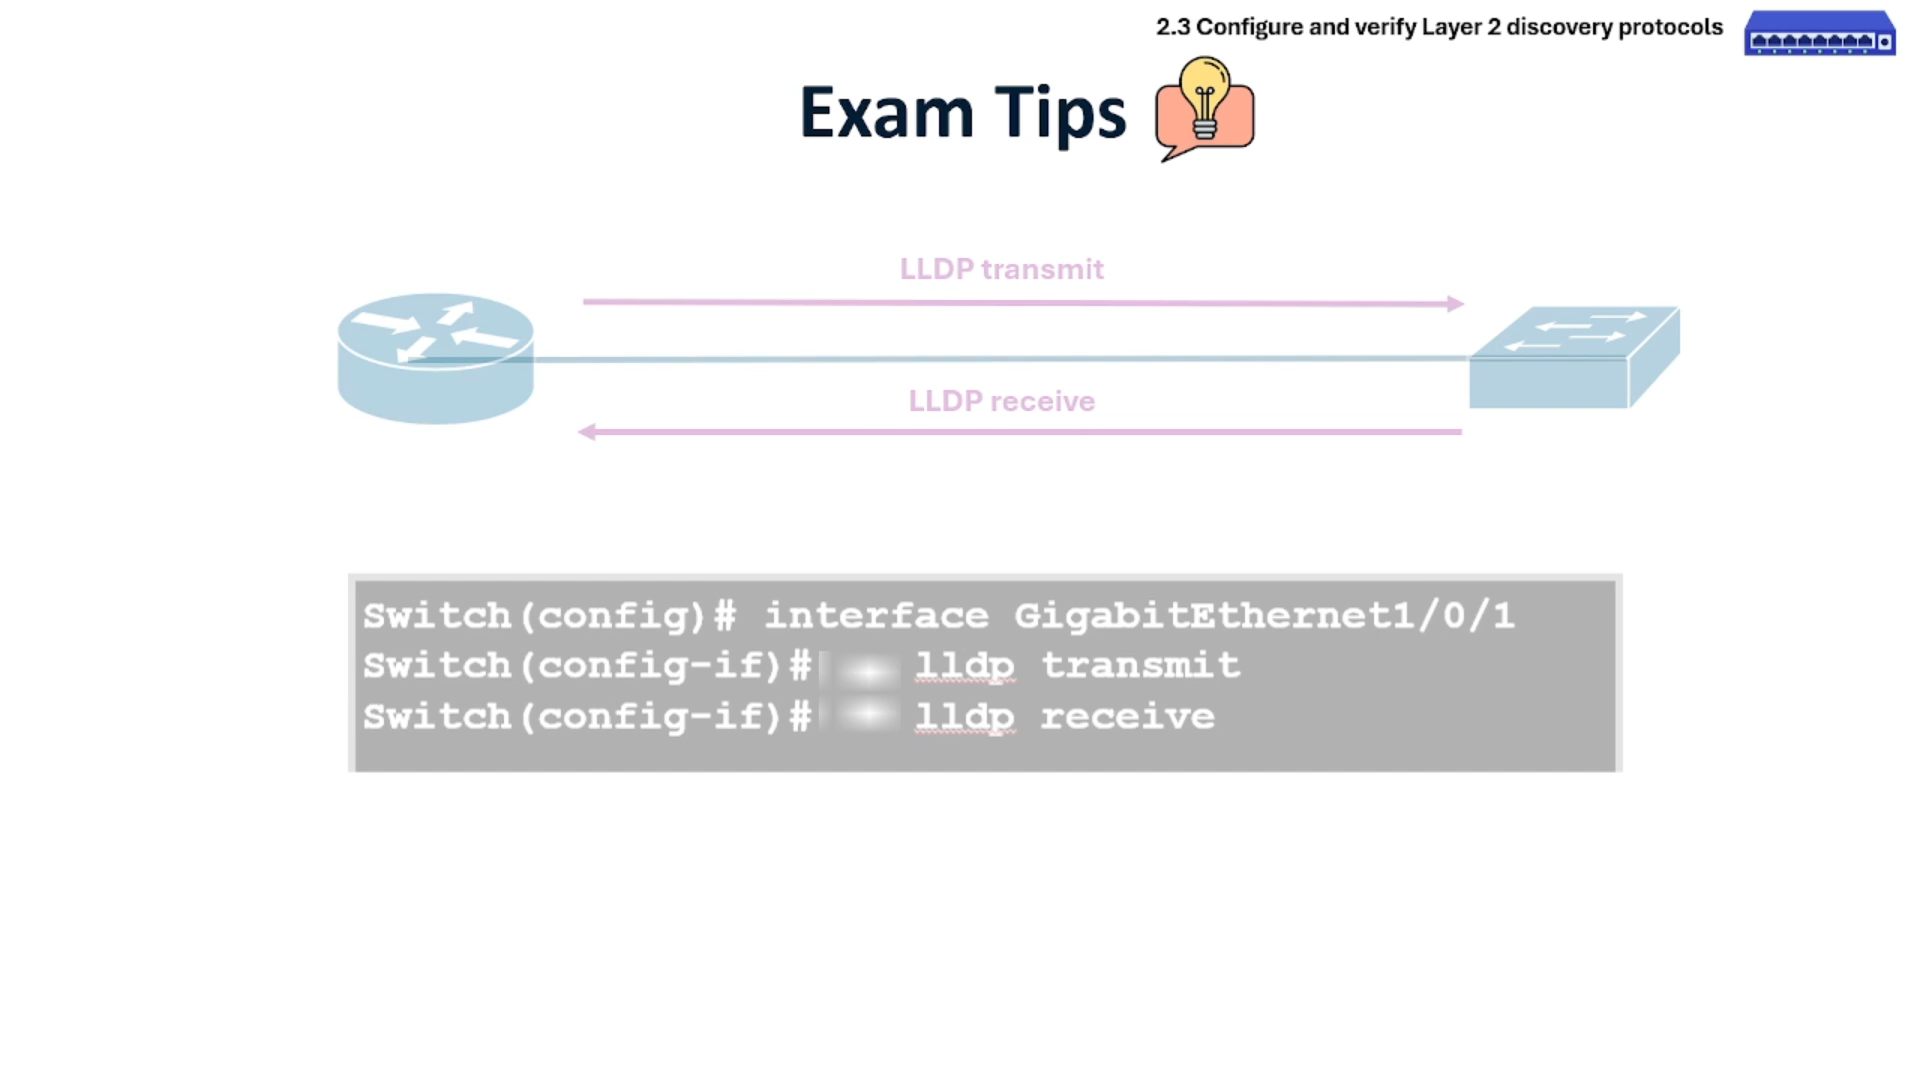 2.3 Configure and verify Layer 2 discovery protocols
Exam Tips
LLDP transmit
LLDP receive
Switch(config)# interface GigabitEthernet1/0/1
Switch(config-if)# lldp transmit
Switch(config-if)# lldp receive